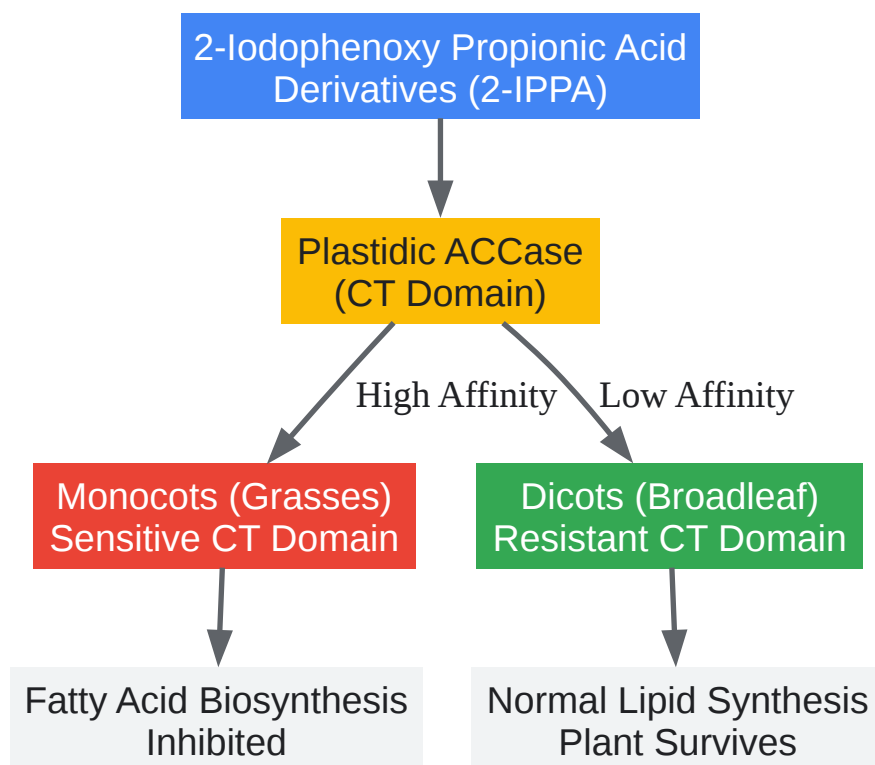 2-Iodophenoxy Propionic Acid
Derivatives (2-IPPA)
Plastidic ACCase
(CT Domain)
High Affinity
Low Affinity
Monocots (Grasses)
Sensitive CT Domain
Dicots (Broadleaf)
Resistant CT Domain
Fatty Acid Biosynthesis
Inhibited
Normal Lipid Synthesis
Plant Survives